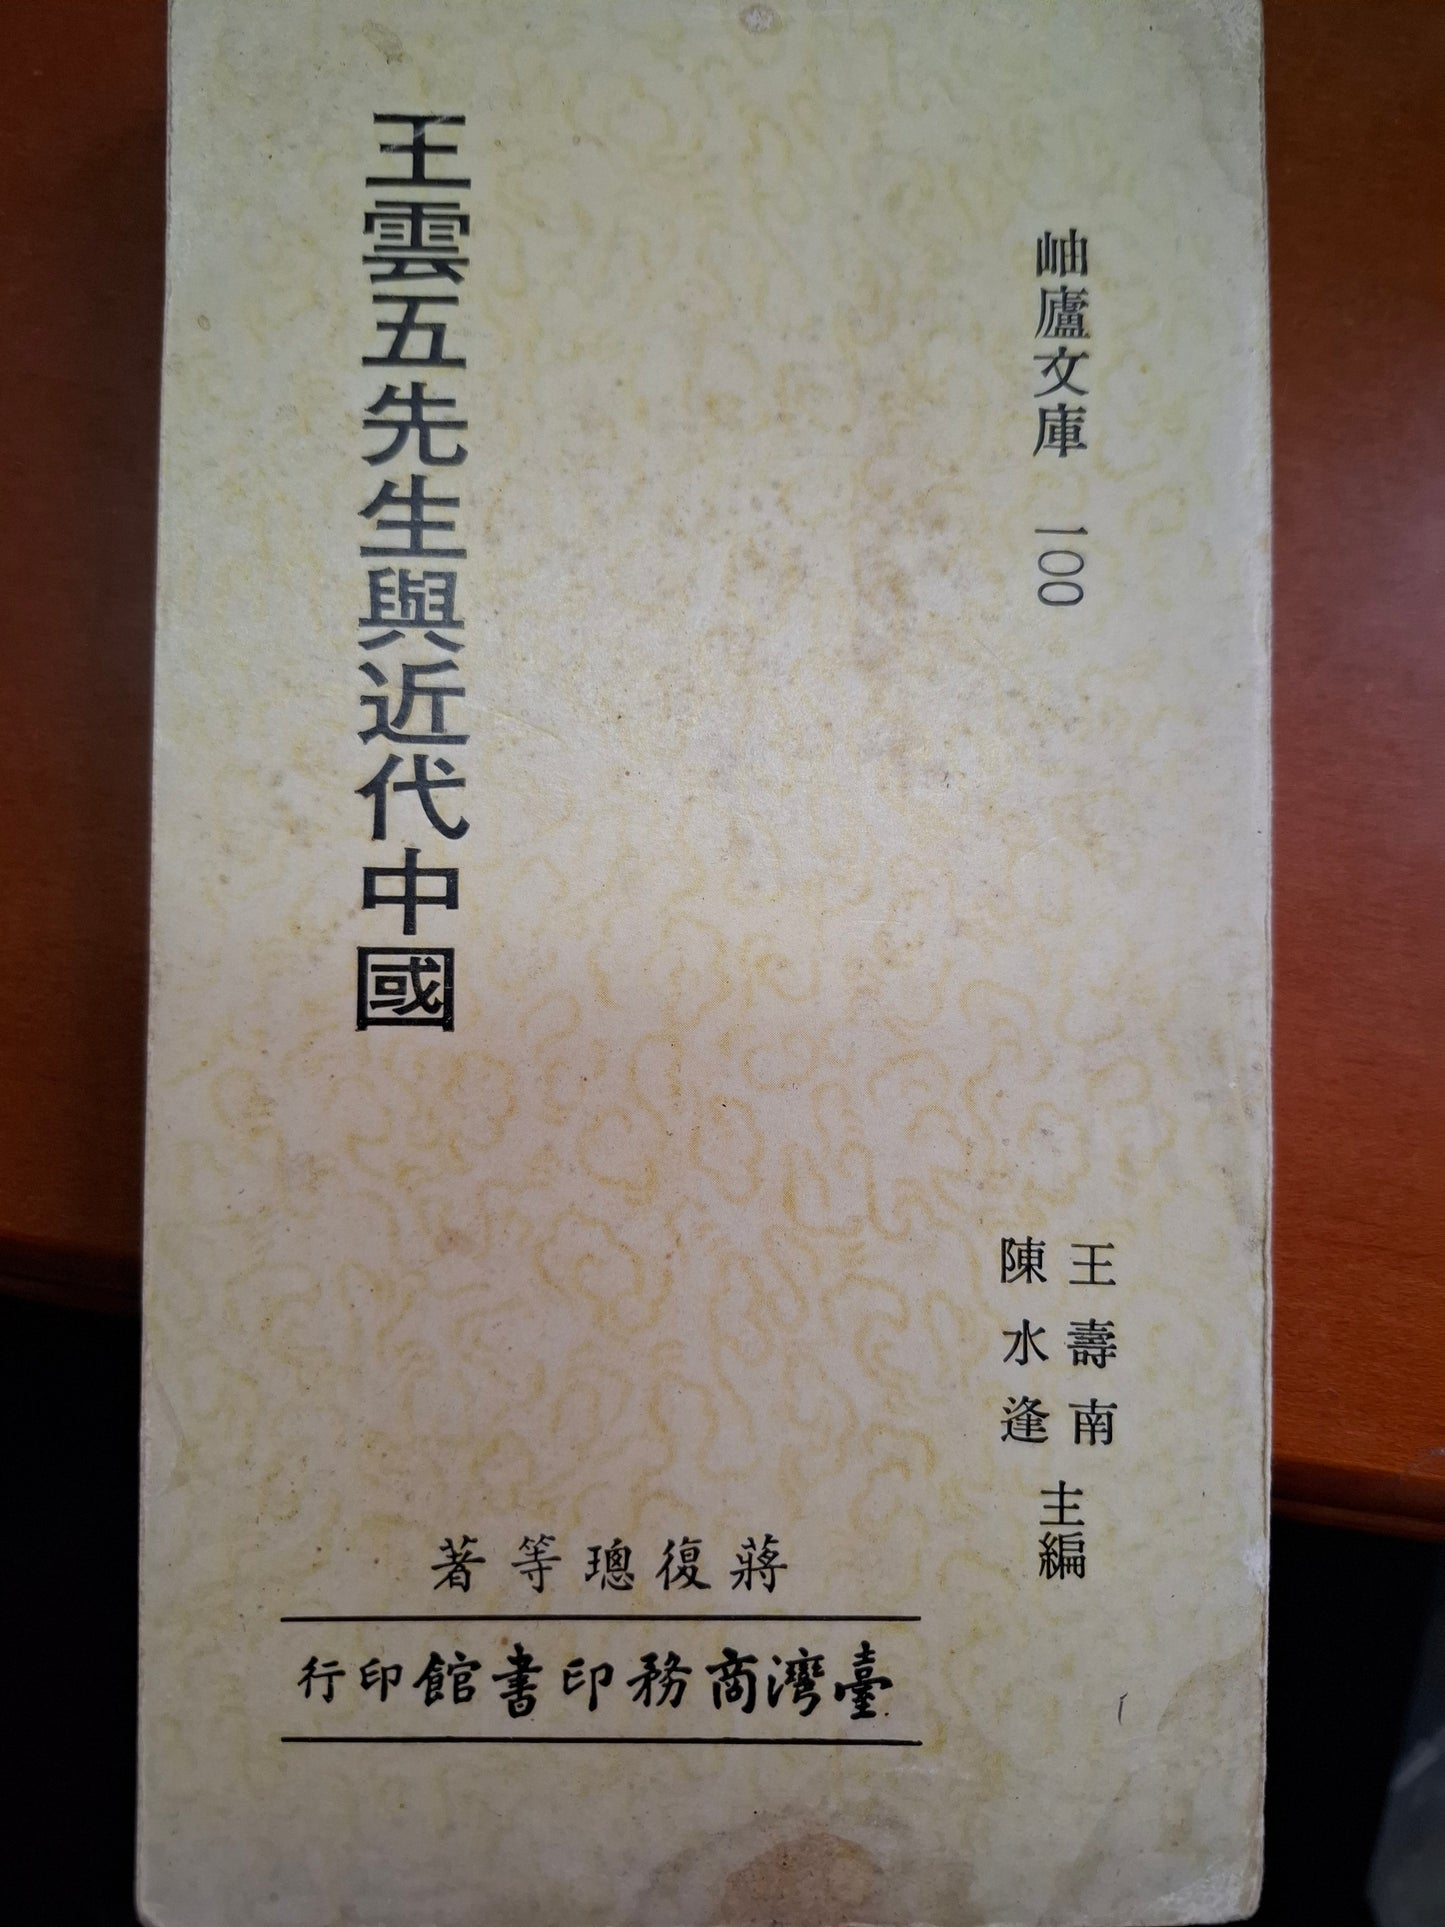 岫廬文庫 一〇〇
王壽南
陳水逢
主編
王雲五先生與近代中國
蔣復璁等著
臺灣商務印書館印行